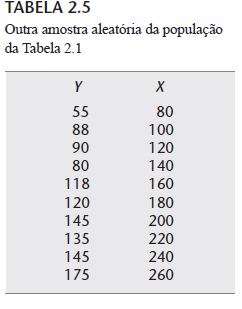 TABELA 2.5
Outra amostra aleatória da população
da Tabela 2.1
Y X
55 80
88 100
90 120
80 140
118 160
120 180
145 200
135 220
145 240
175 260